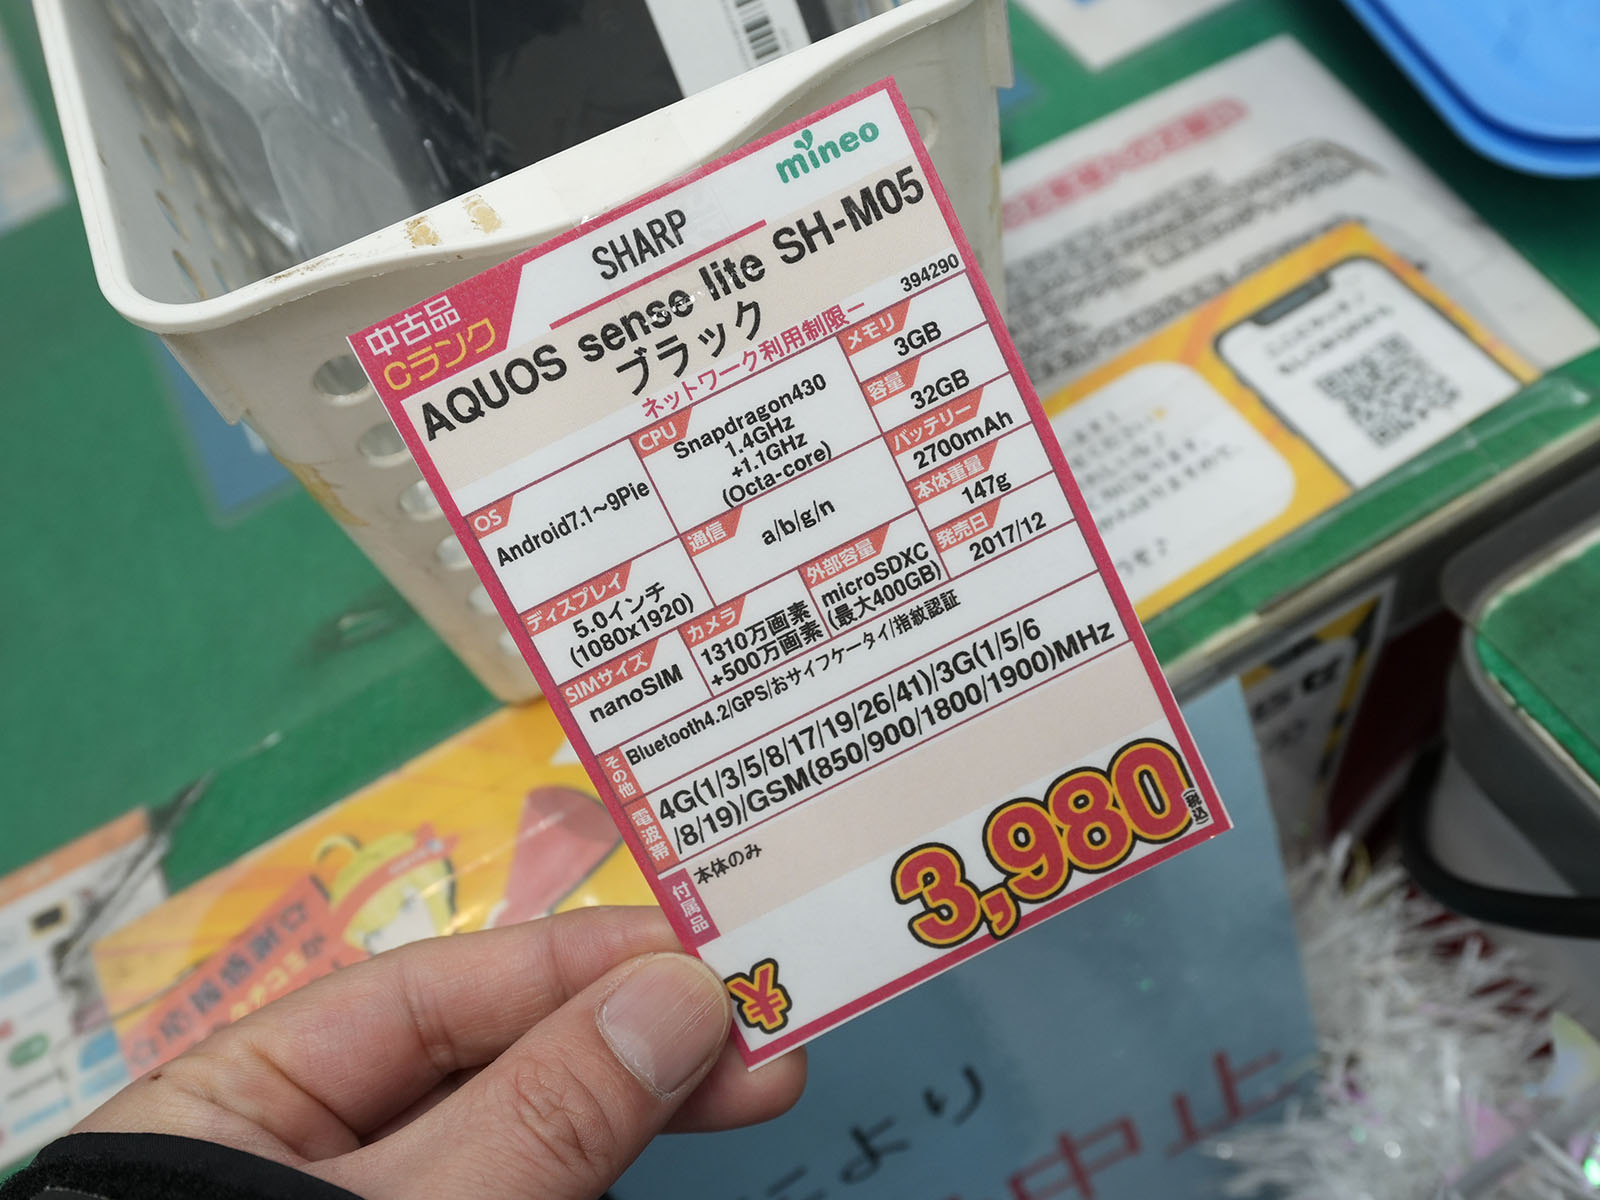 mineo
SHARP
中古品
Cランク
AQUOS sense lite SH-M05
ブラック
394290
ネットワーク利用制限ー
OS
Android7.1~9Pie
CPU
Snapdragon430
1.4GHz
+1.1GHz
(Octa-core)
メモリ
3GB
容量
32GB
バッテリー
2700mAh
本体重量
147g
発売日
2017/12
通信
a/b/g/n
ディスプレイ
5.0インチ
(1080x1920)
カメラ
1310万画素
+500万画素
外部容量
microSDXC
(最大400GB)
SIMサイズ
nanoSIM
その他
Bluetooth4.2/GPS/おサイフケータイ/指紋認証
電波帯
4G(1/3/5/8/17/19/26/41)/3G(1/5/6
/8/19)/GSM(850/900/1800/1900)MHz
付属品
本体のみ
¥
3,980
(税込)
により
中止